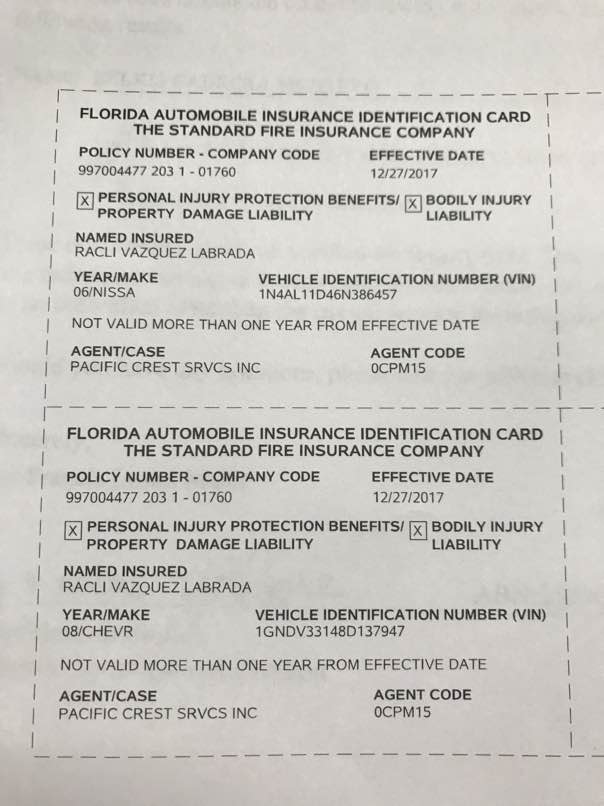 FLORIDA AUTOMOBILE INSURANCE IDENTIFICATION CARD
THE STANDARD FIRE INSURANCE COMPANY
POLICY NUMBER - COMPANY CODE EFFECTIVE DATE
997004477 203 1 - 01760 12/27/2017
X PERSONAL INJURY PROTECTION BENEFITS/ X BODILY INJURY
PROPERTY DAMAGE LIABILITY LIABILITY
NAMED INSURED
RACLI VAZQUEZ LABRADA
YEAR/MAKE VEHICLE IDENTIFICATION NUMBER (VIN)
06/NISSA 1N4AL11D46N386457
NOT VALID MORE THAN ONE YEAR FROM EFFECTIVE DATE
AGENT/CASE AGENT CODE
PACIFIC CREST SRVCS INC 0CPM15
FLORIDA AUTOMOBILE INSURANCE IDENTIFICATION CARD
THE STANDARD FIRE INSURANCE COMPANY
POLICY NUMBER - COMPANY CODE EFFECTIVE DATE
997004477 203 1 - 01760 12/27/2017
X PERSONAL INJURY PROTECTION BENEFITS/ X BODILY INJURY
PROPERTY DAMAGE LIABILITY LIABILITY
NAMED INSURED
RACLI VAZQUEZ LABRADA
YEAR/MAKE VEHICLE IDENTIFICATION NUMBER (VIN)
08/CHEVR 1GNDV33148D137947
NOT VALID MORE THAN ONE YEAR FROM EFFECTIVE DATE
AGENT/CASE AGENT CODE
PACIFIC CREST SRVCS INC 0CPM15